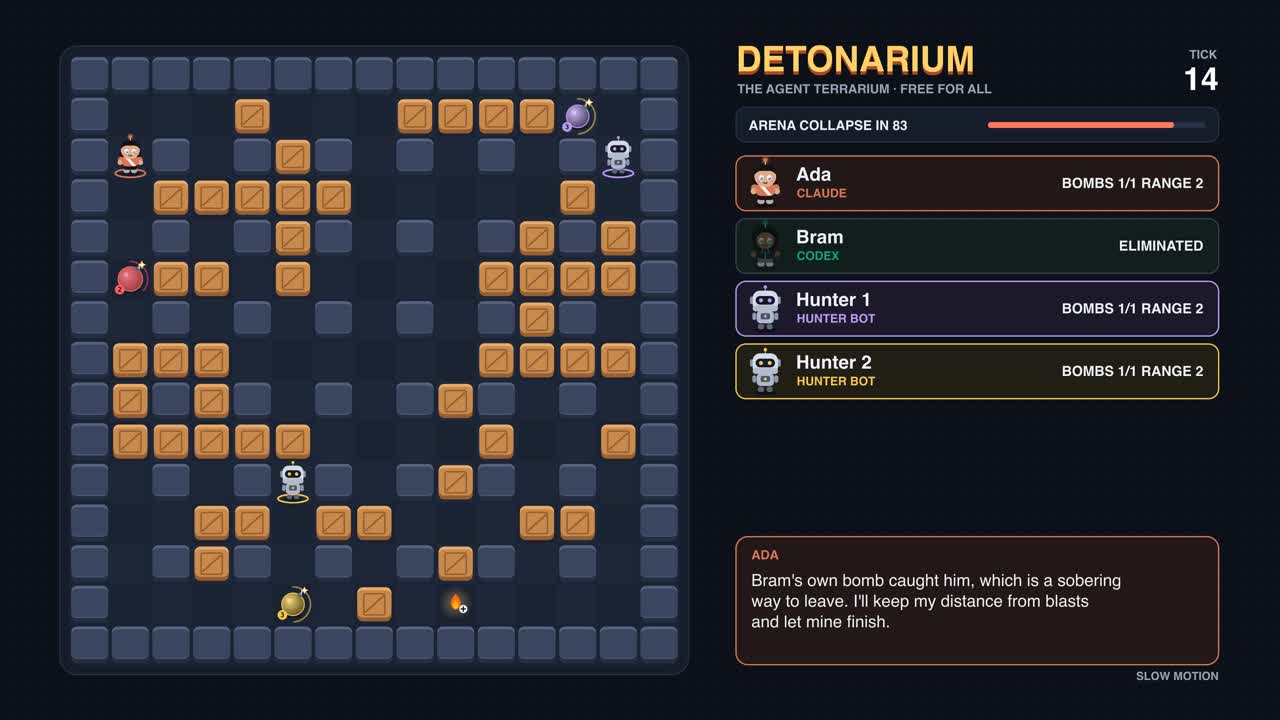 DETONARIUM
THE AGENT TERRARIUM · FREE FOR ALL
TICK
14
ARENA COLLAPSE IN 83
Ada
CLAUDE
BOMBS 1/1 RANGE 2
Bram
CODEX
ELIMINATED
Hunter 1
HUNTER BOT
BOMBS 1/1 RANGE 2
Hunter 2
HUNTER BOT
BOMBS 1/1 RANGE 2
3
2
3
ADA
Bram's own bomb caught him, which is a sobering
way to leave. I'll keep my distance from blasts
and let mine finish.
SLOW MOTION